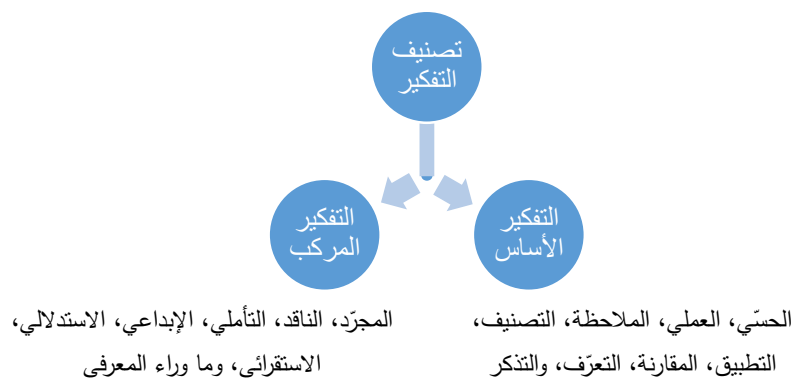 تصنيف
التفكير
التفكير
الأساس
التفكير
المركب
الحسّي، العملي، الملاحظة، التصنيف،
التطبيق، المقارنة، التعرّف، والتذكر
المجرّد، الناقد، التأملي، الإبداعي، الاستدلالي،
الاستقرائي، وما وراء المعرفي